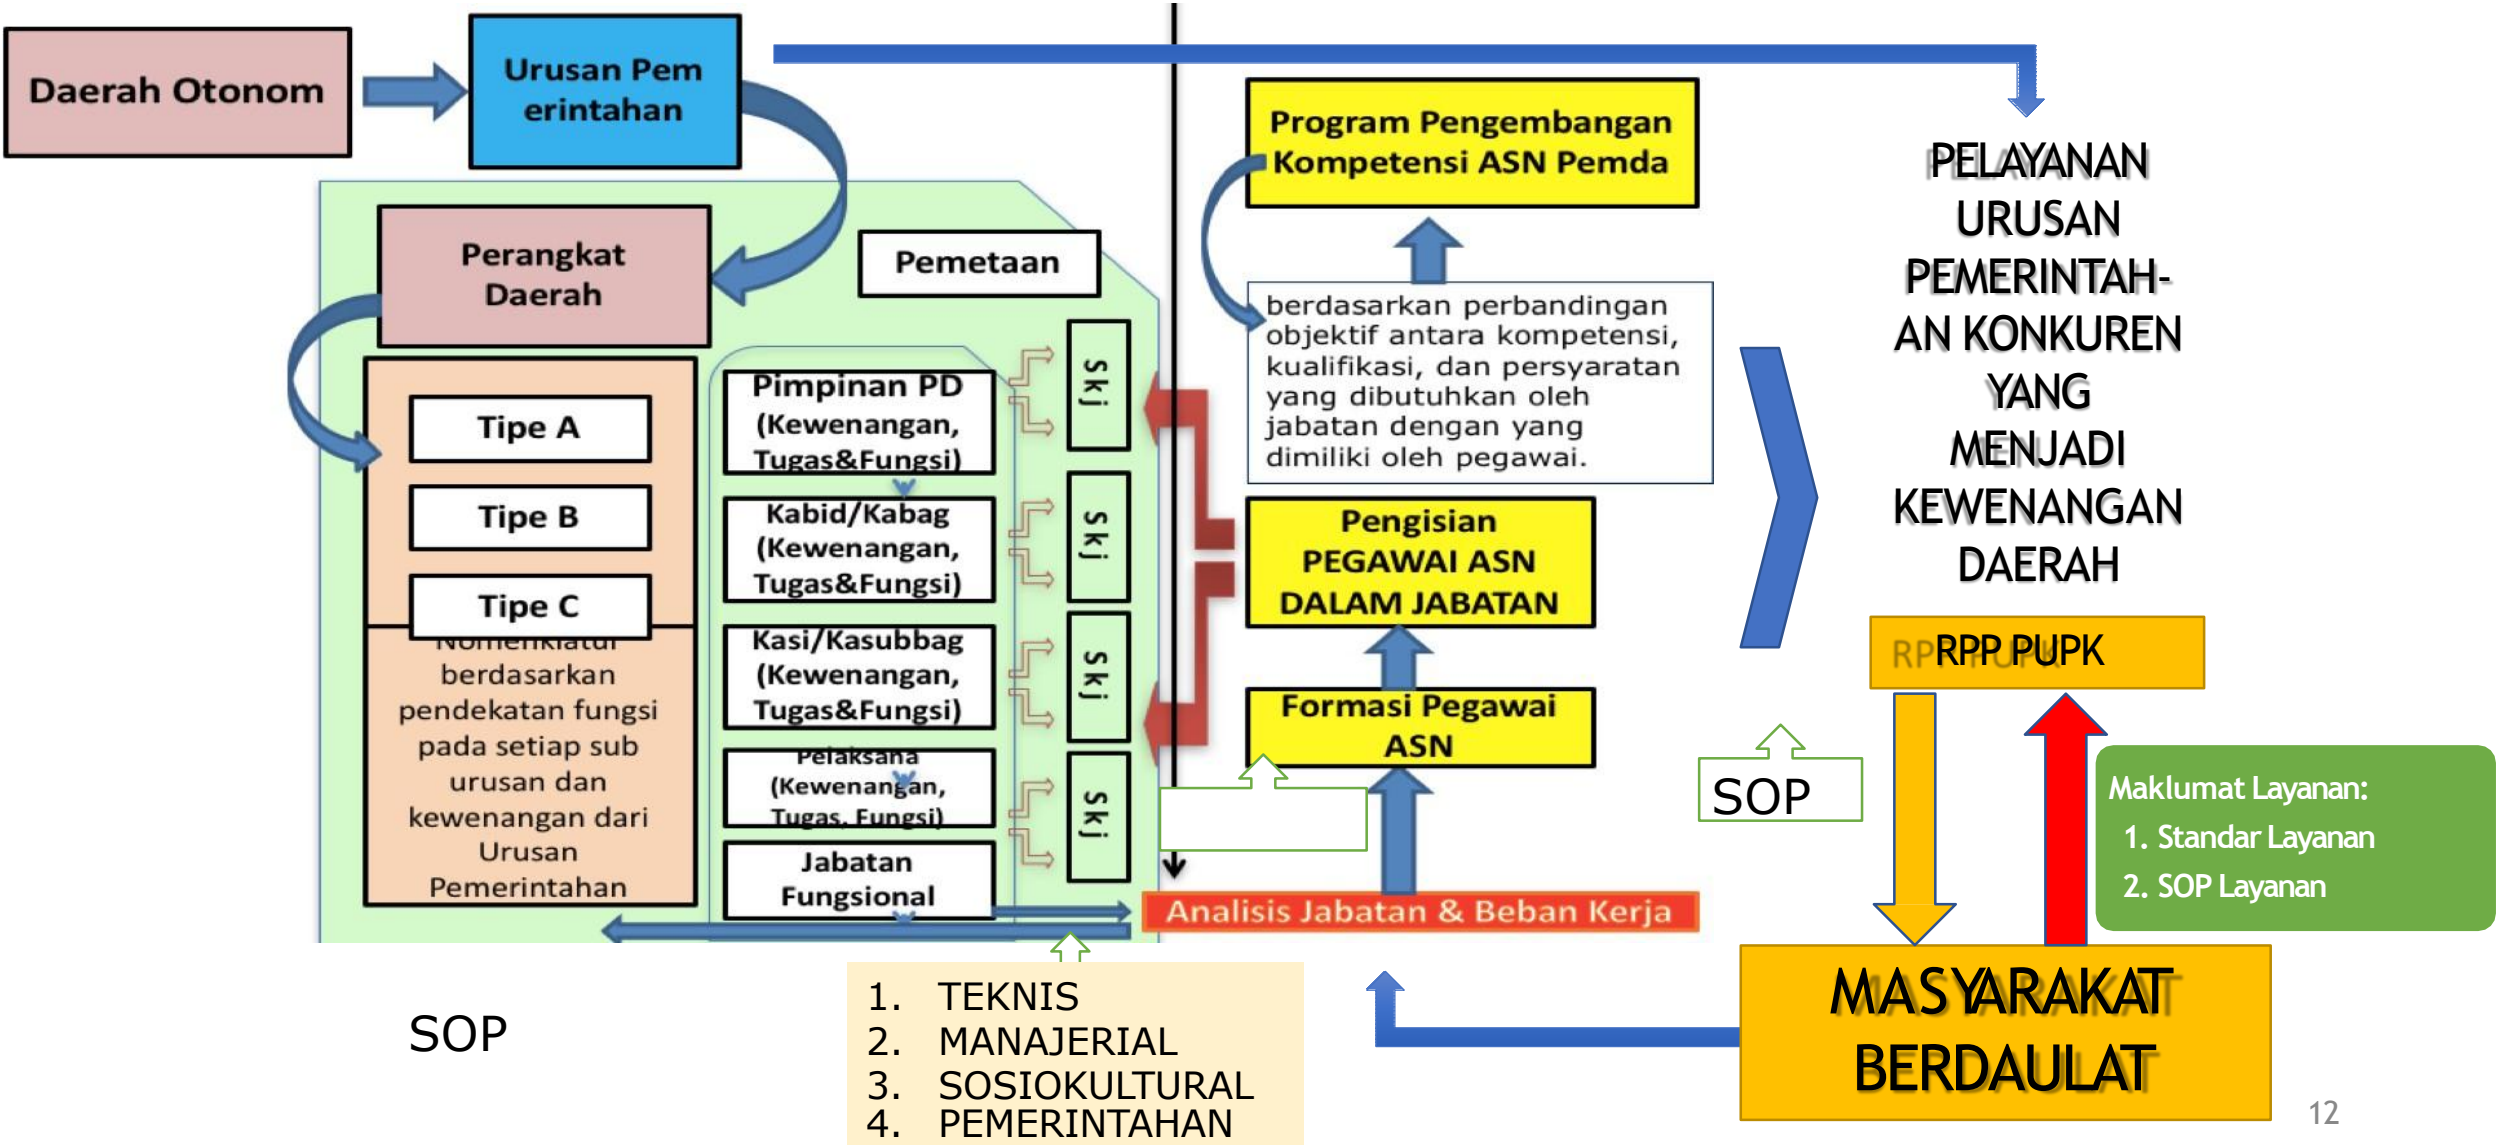 Daerah Otonom
Urusan Pem
erintahan
Perangkat
Daerah
Pemetaan
Tipe A
Tipe B
Tipe C
Nomenklatur
berdasarkan
pendekatan fungsi
pada setiap sub
urusan dan
kewenangan dari
Urusan
Pemerintahan
Pimpinan PD
(Kewenangan,
Tugas&Fungsi)
Kabid/Kabag
(Kewenangan,
Tugas&Fungsi)
Kasi/Kasubbag
(Kewenangan,
Tugas&Fungsi)
Pelaksana
(Kewenangan,
Tugas, Fungsi)
Jabatan
Fungsional
Skj
Skj
Skj
Skj
Program Pengembangan
Kompetensi ASN Pemda
berdasarkan perbandingan
objektif antara kompetensi,
kualifikasi, dan persyaratan
yang dibutuhkan oleh
jabatan dengan yang
dimiliki oleh pegawai.
Pengisian
PEGAWAI ASN
DALAM JABATAN
Formasi Pegawai
ASN
Analisis Jabatan & Beban Kerja
PELAYANAN
URUSAN
PEMERINTAH-
AN KONKUREN
YANG
MENJADI
KEWENANGAN
DAERAH
RPP PUPK
SOP
Maklumat Layanan:
1. Standar Layanan
2. SOP Layanan
MASYARAKAT
BERDAULAT
SOP
1. TEKNIS
2. MANAJERIAL
3. SOSIOKULTURAL
4. PEMERINTAHAN
12